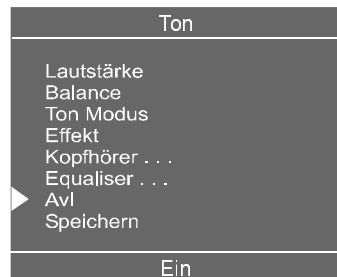 Ton
Lautstärke
Balance
Ton Modus
Effekt
Kopfhörer . . .
Equaliser . . .
Avl
Speichern
Ein